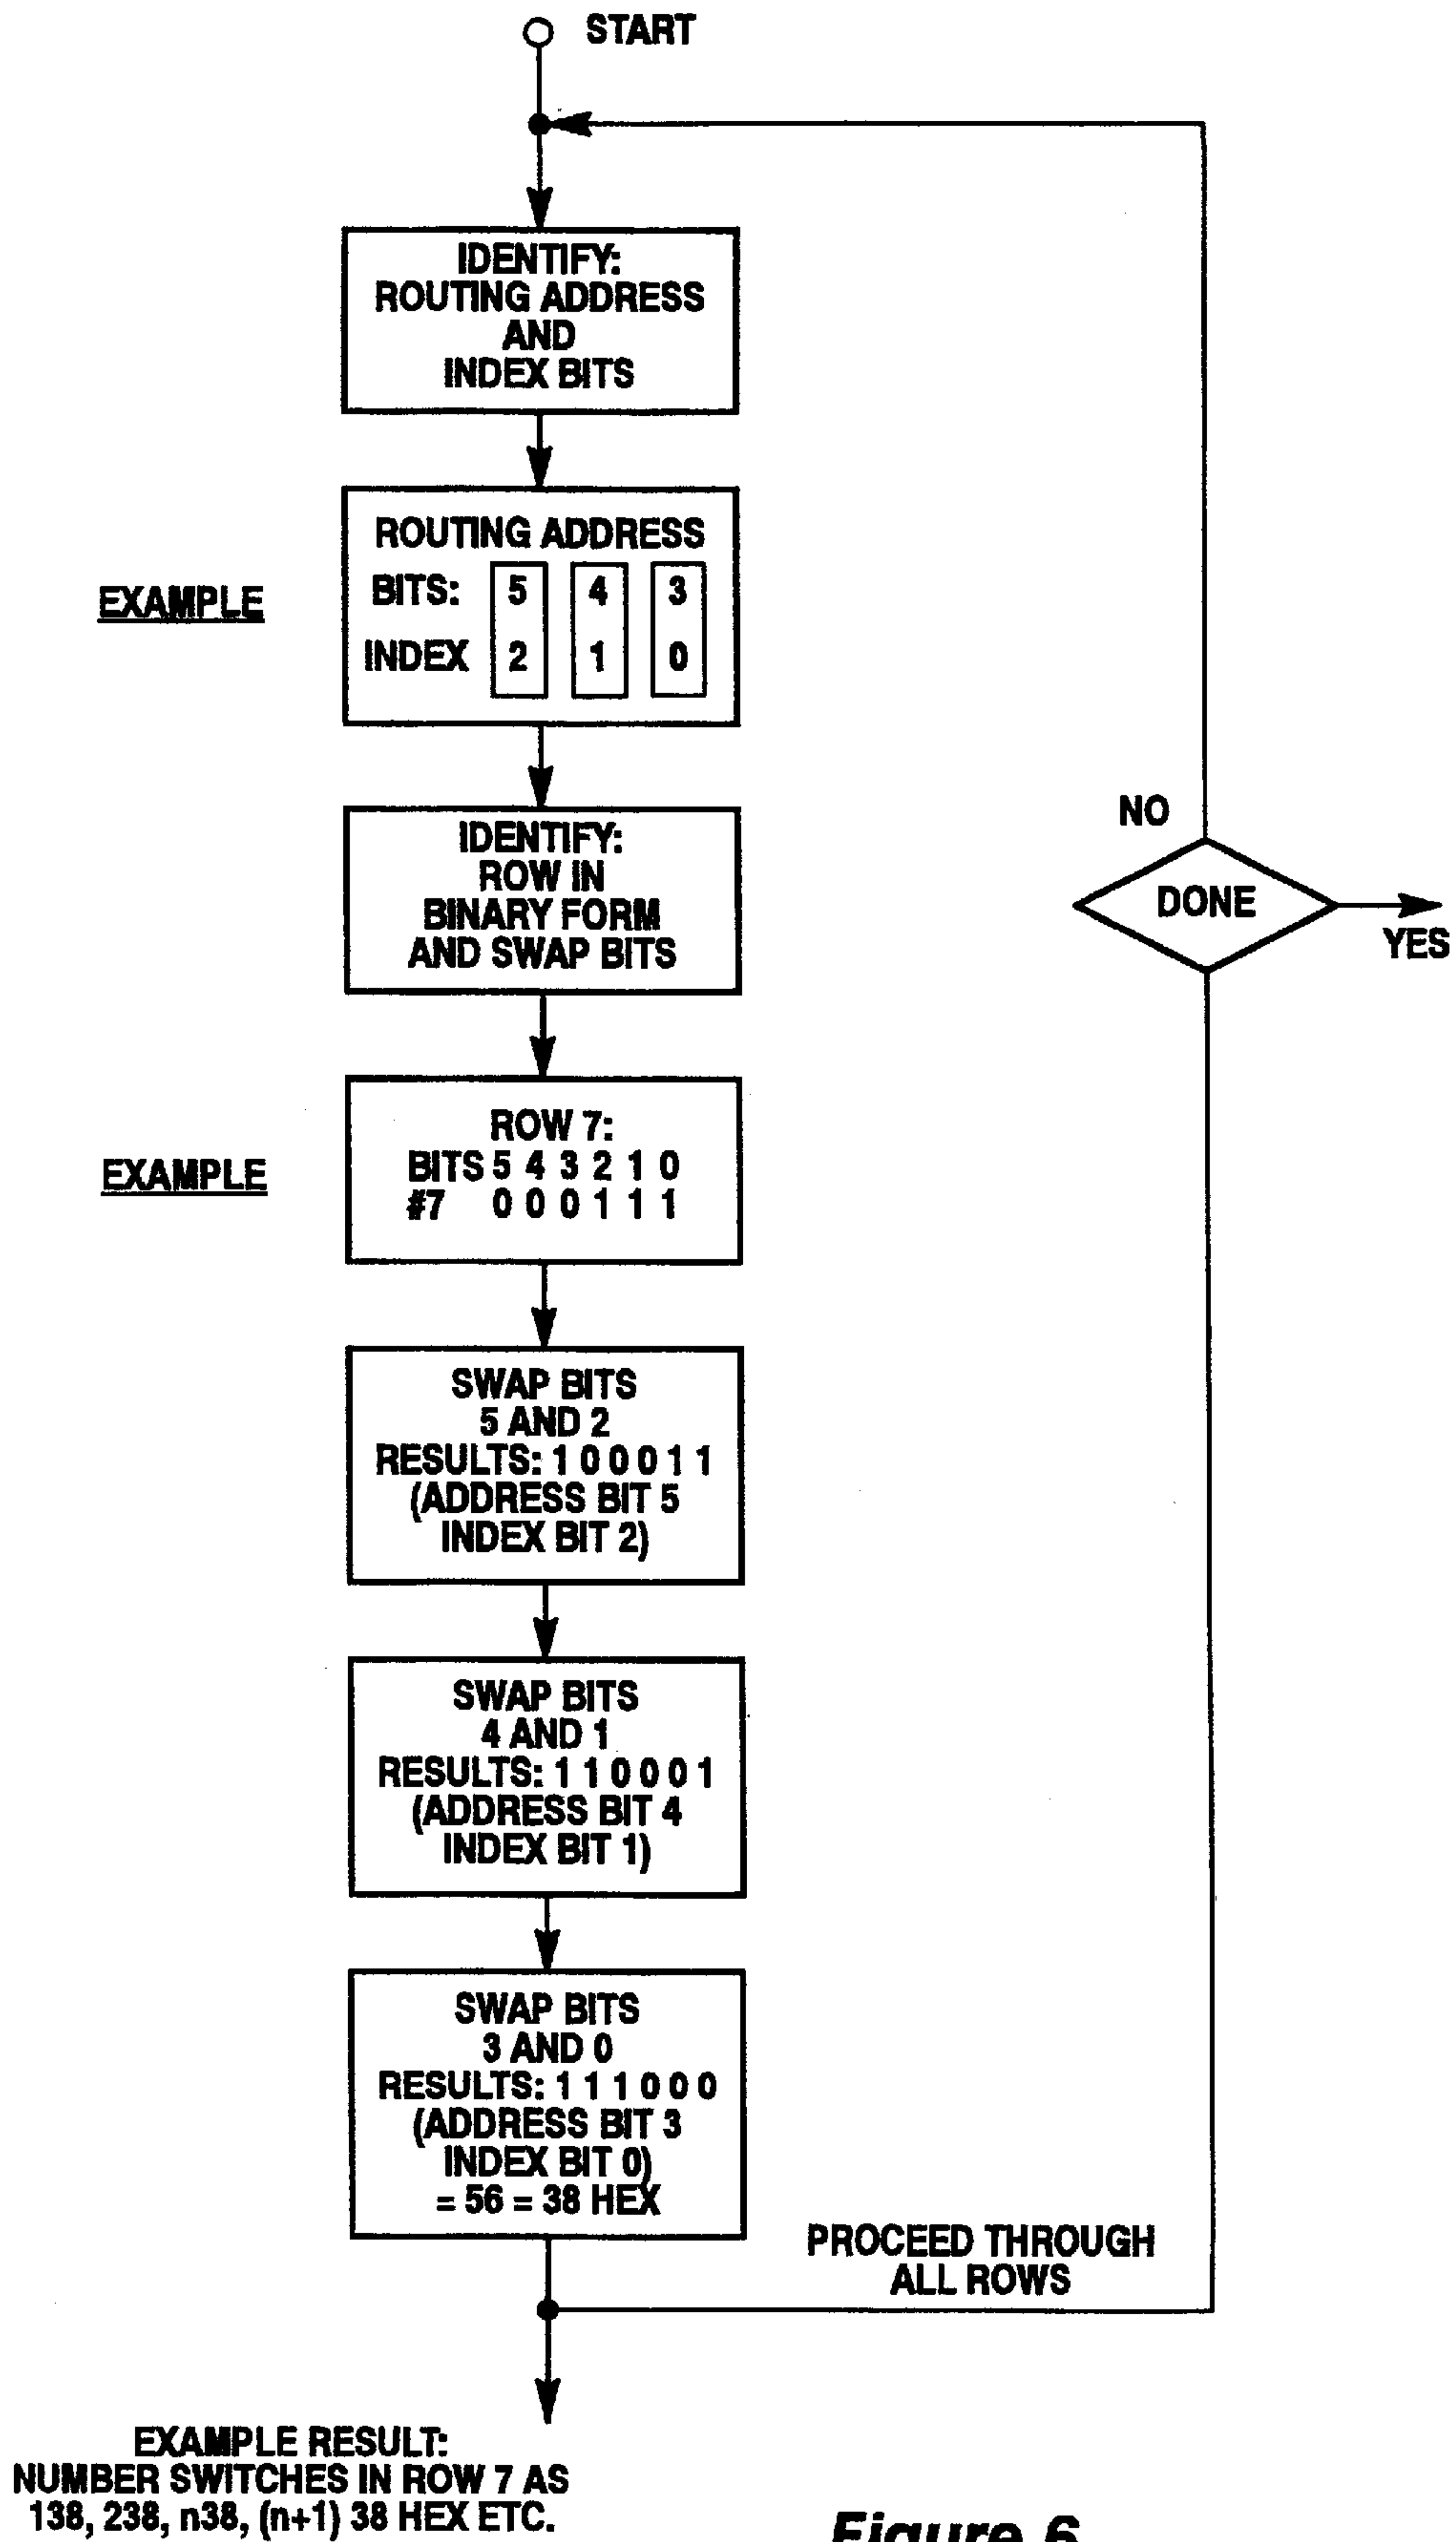 START
IDENTIFY:
ROUTING ADDRESS
AND
INDEX BITS
EXAMPLE
ROUTING ADDRESS
BITS: 5 4 3
INDEX 2 1 0
IDENTIFY:
ROW IN
BINARY FORM
AND SWAP BITS
NO
DONE
YES
EXAMPLE
ROW 7:
BITS 5 4 3 2 1 0
#7 0 0 0 1 1 1
SWAP BITS
5 AND 2
RESULTS: 1 0 0 0 1 1
(ADDRESS BIT 5
INDEX BIT 2)
SWAP BITS
4 AND 1
RESULTS: 1 1 0 0 0 1
(ADDRESS BIT 4
INDEX BIT 1)
SWAP BITS
3 AND 0
RESULTS: 1 1 1 0 0 0
(ADDRESS BIT 3
INDEX BIT 0)
= 56 = 38 HEX
PROCEED THROUGH
ALL ROWS
EXAMPLE RESULT:
NUMBER SWITCHES IN ROW 7 AS
138, 238, n38, (n+1) 38 HEX ETC.
Figure 6